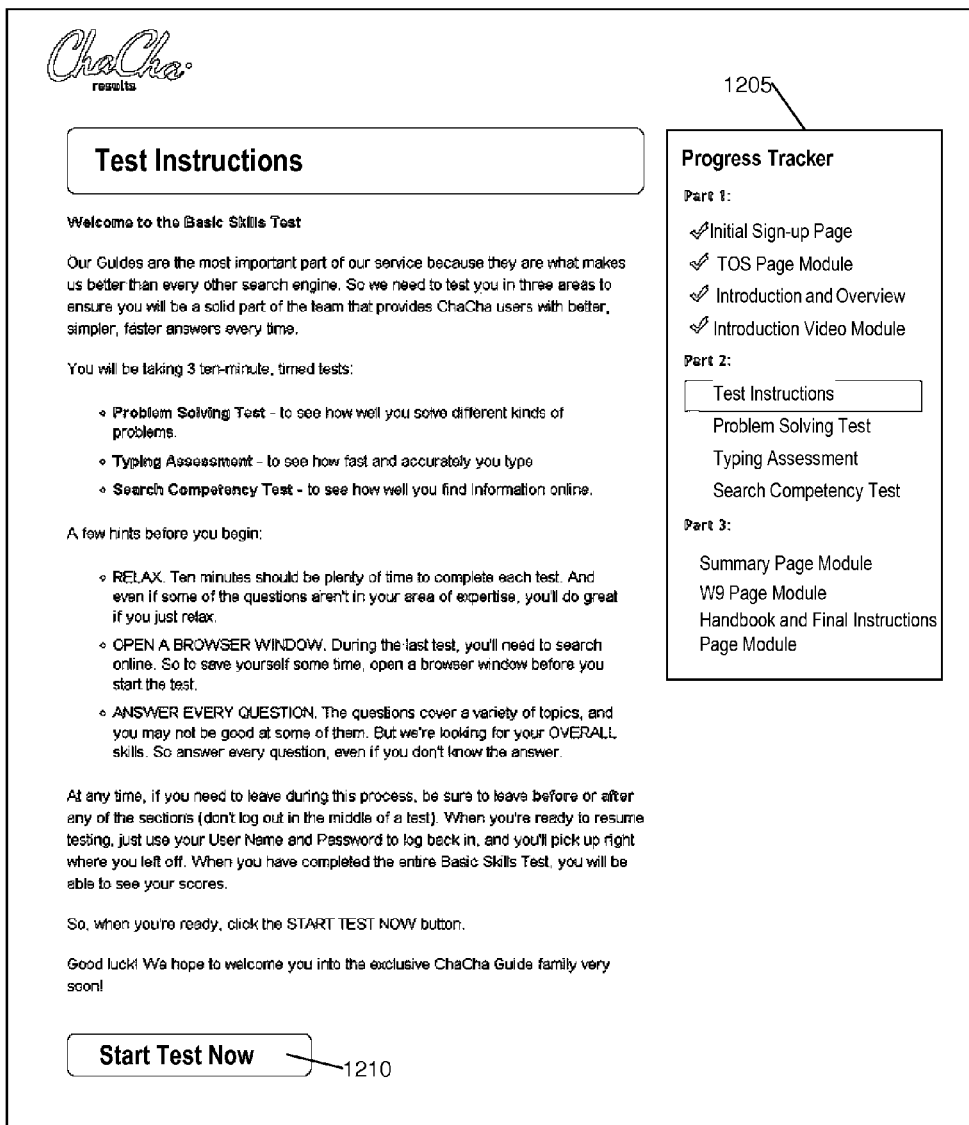 ChaCha
results
1205
Test Instructions
Welcome to the Basic Skills Test
Our Guides are the most important part of our service because they are what makes
us better than every other search engine. So we need to test you in three areas to
ensure you will be a solid part of the team that provides ChaCha users with better,
simpler, faster answers every time.
You will be taking 3 ten-minute, timed tests:
Problem Solving Test - to see how well you solve different kinds of
problems.
Typing Assessment - to see how fast and accurately you type
Search Competency Test - to see how well you find information online.
A few hints before you begin:
RELAX. Ten minutes should be plenty of time to complete each test. And
even if some of the questions aren't in your area of expertise, you'll do great
if you just relax.
OPEN A BROWSER WINDOW. During the last test, you'll need to search
online. So to save yourself some time, open a browser window before you
start the test.
ANSWER EVERY QUESTION. The questions cover a variety of topics, and
you may not be good at some of them. But we're looking for your OVERALL
skills. So answer every question, even if you don't know the answer.
At any time, if you need to leave during this process, be sure to leave before or after
any of the sections (don't log out in the middle of a test). When you're ready to resume
testing, just use your User Name and Password to log back in, and you'll pick up right
where you left off. When you have completed the entire Basic Skills Test, you will be
able to see your scores.
So, when you're ready, click the START TEST NOW button.
Good luck! We hope to welcome you into the exclusive ChaCha Guide family very
soon!
Start Test Now
1210
Progress Tracker
Part 1:
Initial Sign-up Page
TOS Page Module
Introduction and Overview
Introduction Video Module
Part 2:
Test Instructions
Problem Solving Test
Typing Assessment
Search Competency Test
Part 3:
Summary Page Module
W9 Page Module
Handbook and Final Instructions
Page Module